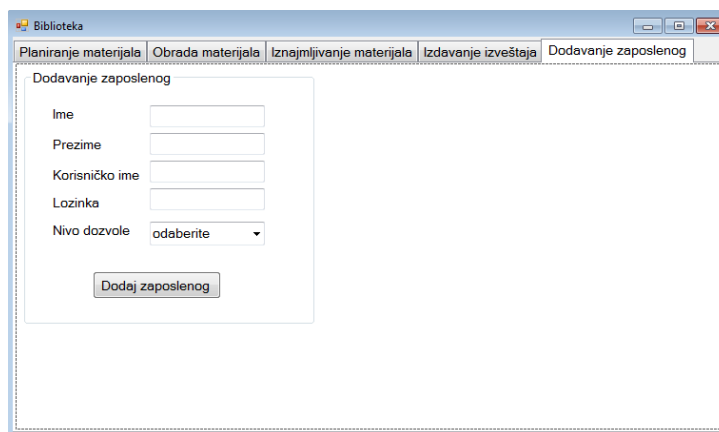 Biblioteka
Planiranje materijala Obrada materijala Iznajmljivanje materijala Izdavanje izveštaja Dodavanje zaposlenog
Dodavanje zaposlenog
Ime
Prezime
Korisničko ime
Lozinka
Nivo dozvole odaberite
Dodaj zaposlenog